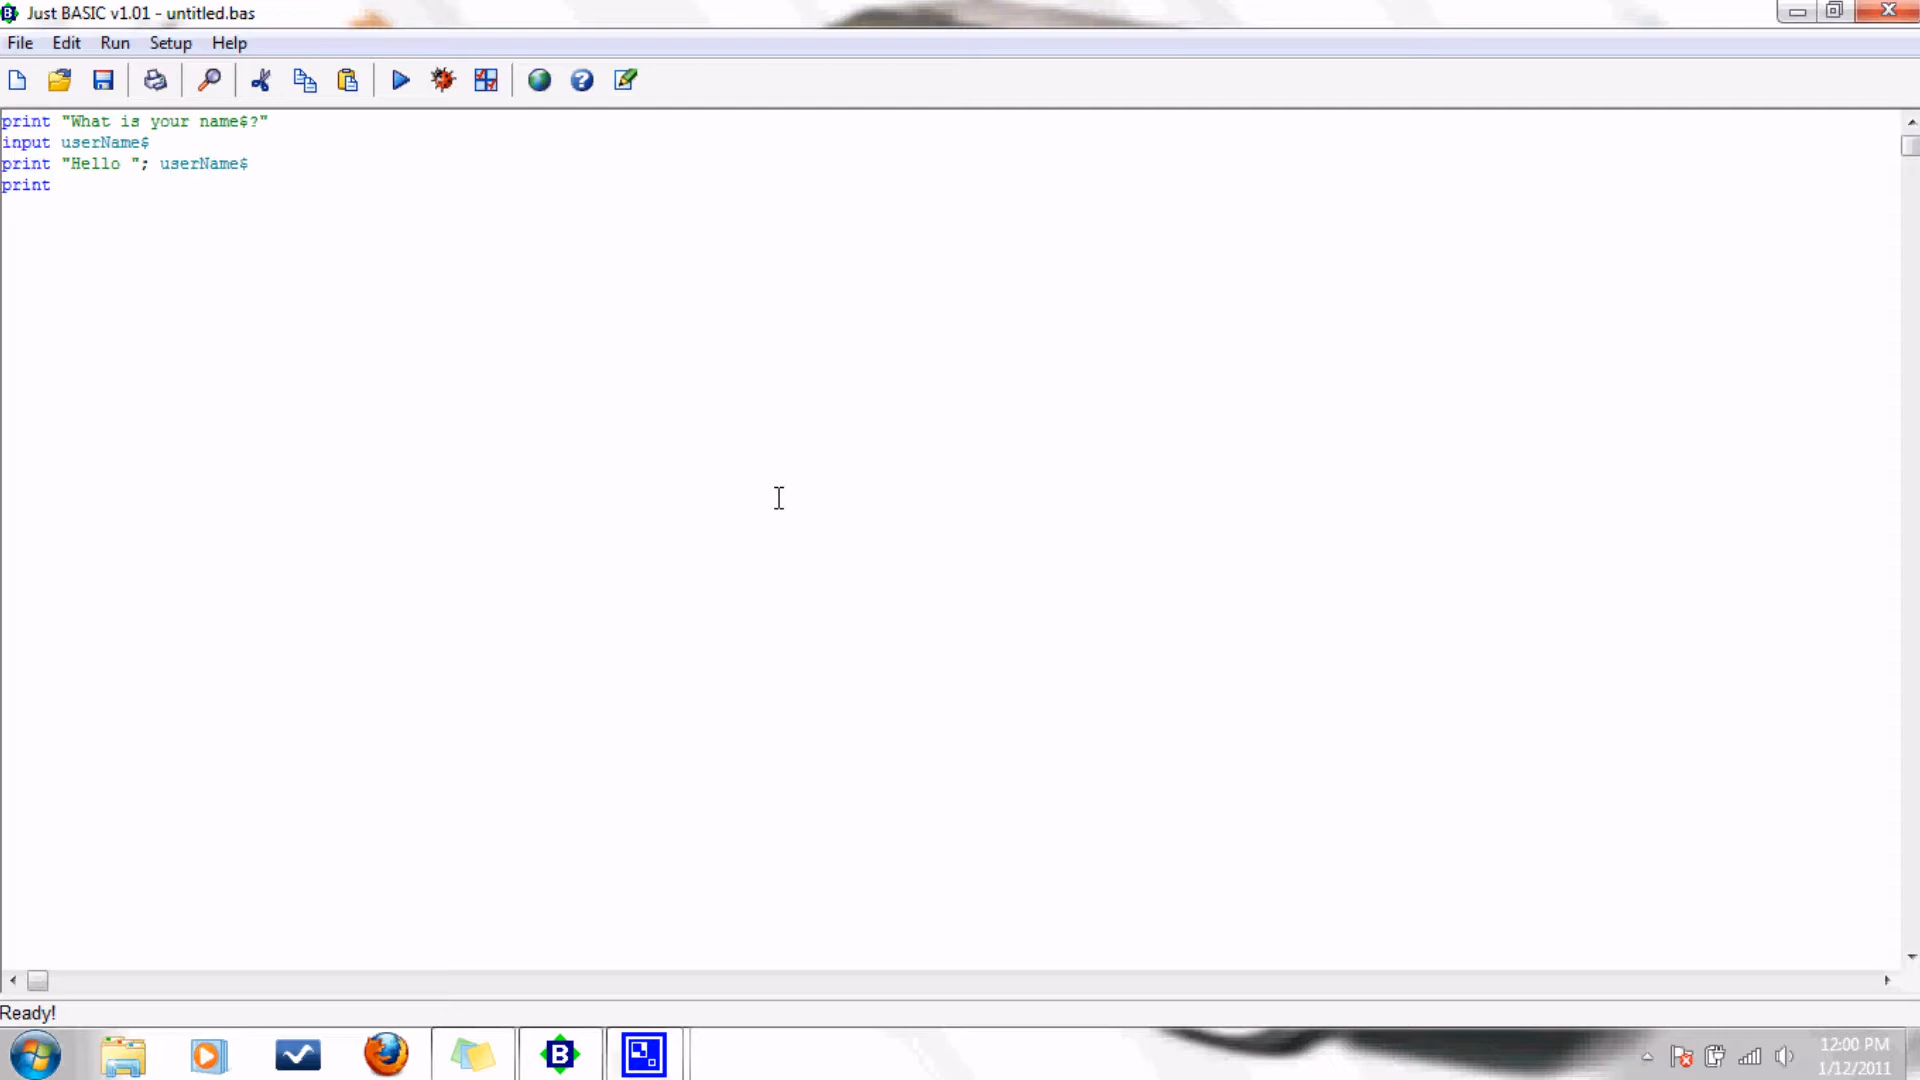 Just BASIC v1.01 - untitled.bas
File Edit Run Setup Help
print "What is your name$?"
input userName$
print "Hello "; userName$
print
Ready!
12:00 PM
1/12/2011